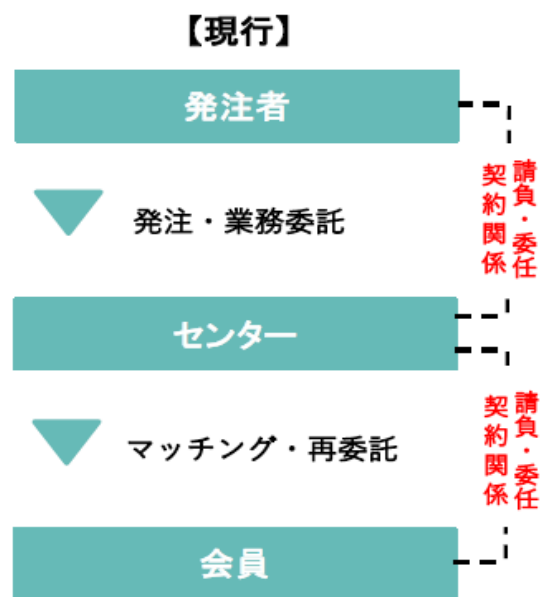 【現行】
発注者
請負・委任
契約関係
発注・業務委託
センター
請負・委任
契約関係
マッチング・再委託
会員